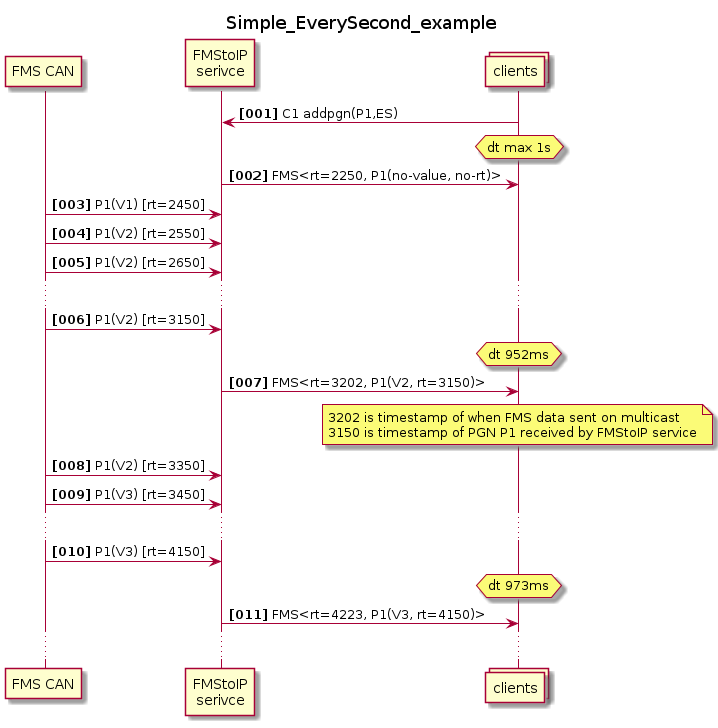 Simple_EverySecond_example
FMS CAN
FMStoIP
serivce
clients
[001] C1 addpgn(P1,ES)
dt max 1s
[002] FMS<rt=2250, P1(no-value, no-rt)>
[003] P1(V1) [rt=2450]
[004] P1(V2) [rt=2550]
[005] P1(V2) [rt=2650]
[006] P1(V2) [rt=3150]
dt 952ms
[007] FMS<rt=3202, P1(V2, rt=3150)>
3202 is timestamp of when FMS data sent on multicast
3150 is timestamp of PGN P1 received by FMStoIP service
[008] P1(V2) [rt=3350]
[009] P1(V3) [rt=3450]
[010] P1(V3) [rt=4150]
dt 973ms
[011] FMS<rt=4223, P1(V3, rt=4150)>
FMS CAN
FMStoIP
serivce
clients